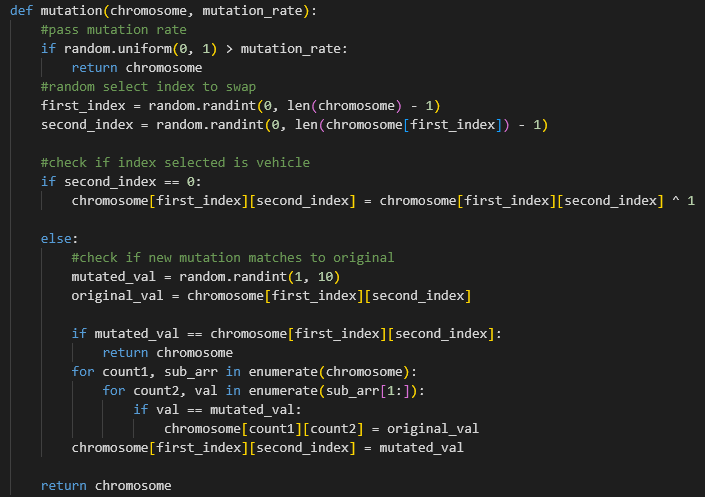 def mutation(chromosome, mutation_rate):
    #pass mutation rate
    if random.uniform(0, 1) > mutation_rate:
        return chromosome
    #random select index to swap
    first_index = random.randint(0, len(chromosome) - 1)
    second_index = random.randint(0, len(chromosome[first_index]) - 1)

    #check if index selected is vehicle
    if second_index == 0:
        chromosome[first_index][second_index] = chromosome[first_index][second_index] ^ 1

    else:
        #check if new mutation matches to original
        mutated_val = random.randint(1, 10)
        original_val = chromosome[first_index][second_index]

        if mutated_val == chromosome[first_index][second_index]:
            return chromosome
        for count1, sub_arr in enumerate(chromosome):
            for count2, val in enumerate(sub_arr[1:]):
                if val == mutated_val:
                    chromosome[count1][count2] = original_val
        chromosome[first_index][second_index] = mutated_val

    return chromosome